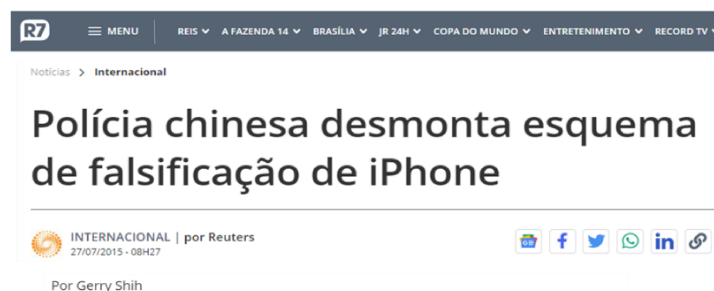 R7 MENU REIS A FAZENDA 14 BRASÍLIA JR 24H COPA DO MUNDO ENTRETENIMENTO RECORD TV
Notícias > Internacional
Polícia chinesa desmonta esquema
de falsificação de iPhone
INTERNACIONAL | por Reuters
27/07/2015 - 08H27
Por Gerry Shih